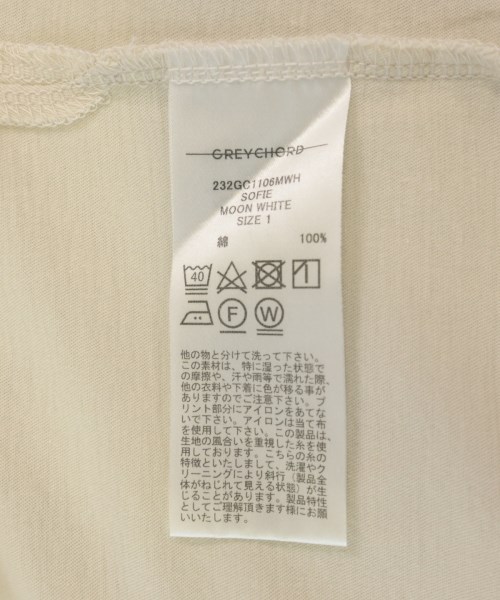 GREYCHORD
232GC1106MWH
SOFIE
MOON WHITE
SIZE 1
綿 100%
40
F W
他の物と分けて洗って下さい。
この素材は、特に湿った状態で
の摩擦や、汗や雨等で濡れた際、
他の衣料や下着に色が移る事が
ありますのでご注意下さい。プ
リント部分にアイロンをあてな
いで下さい。アイロンは当て布
を使用して下さい。この製品は、
生地の風合いを重視した糸を使
用しております。こちらの糸の
特徴といたしまして、洗濯やク
リーニングにより斜行（製品全
体がねじれて見える状態）が生
じることがあります。製品特性
としてご理解頂きます様にお願
いいたします。